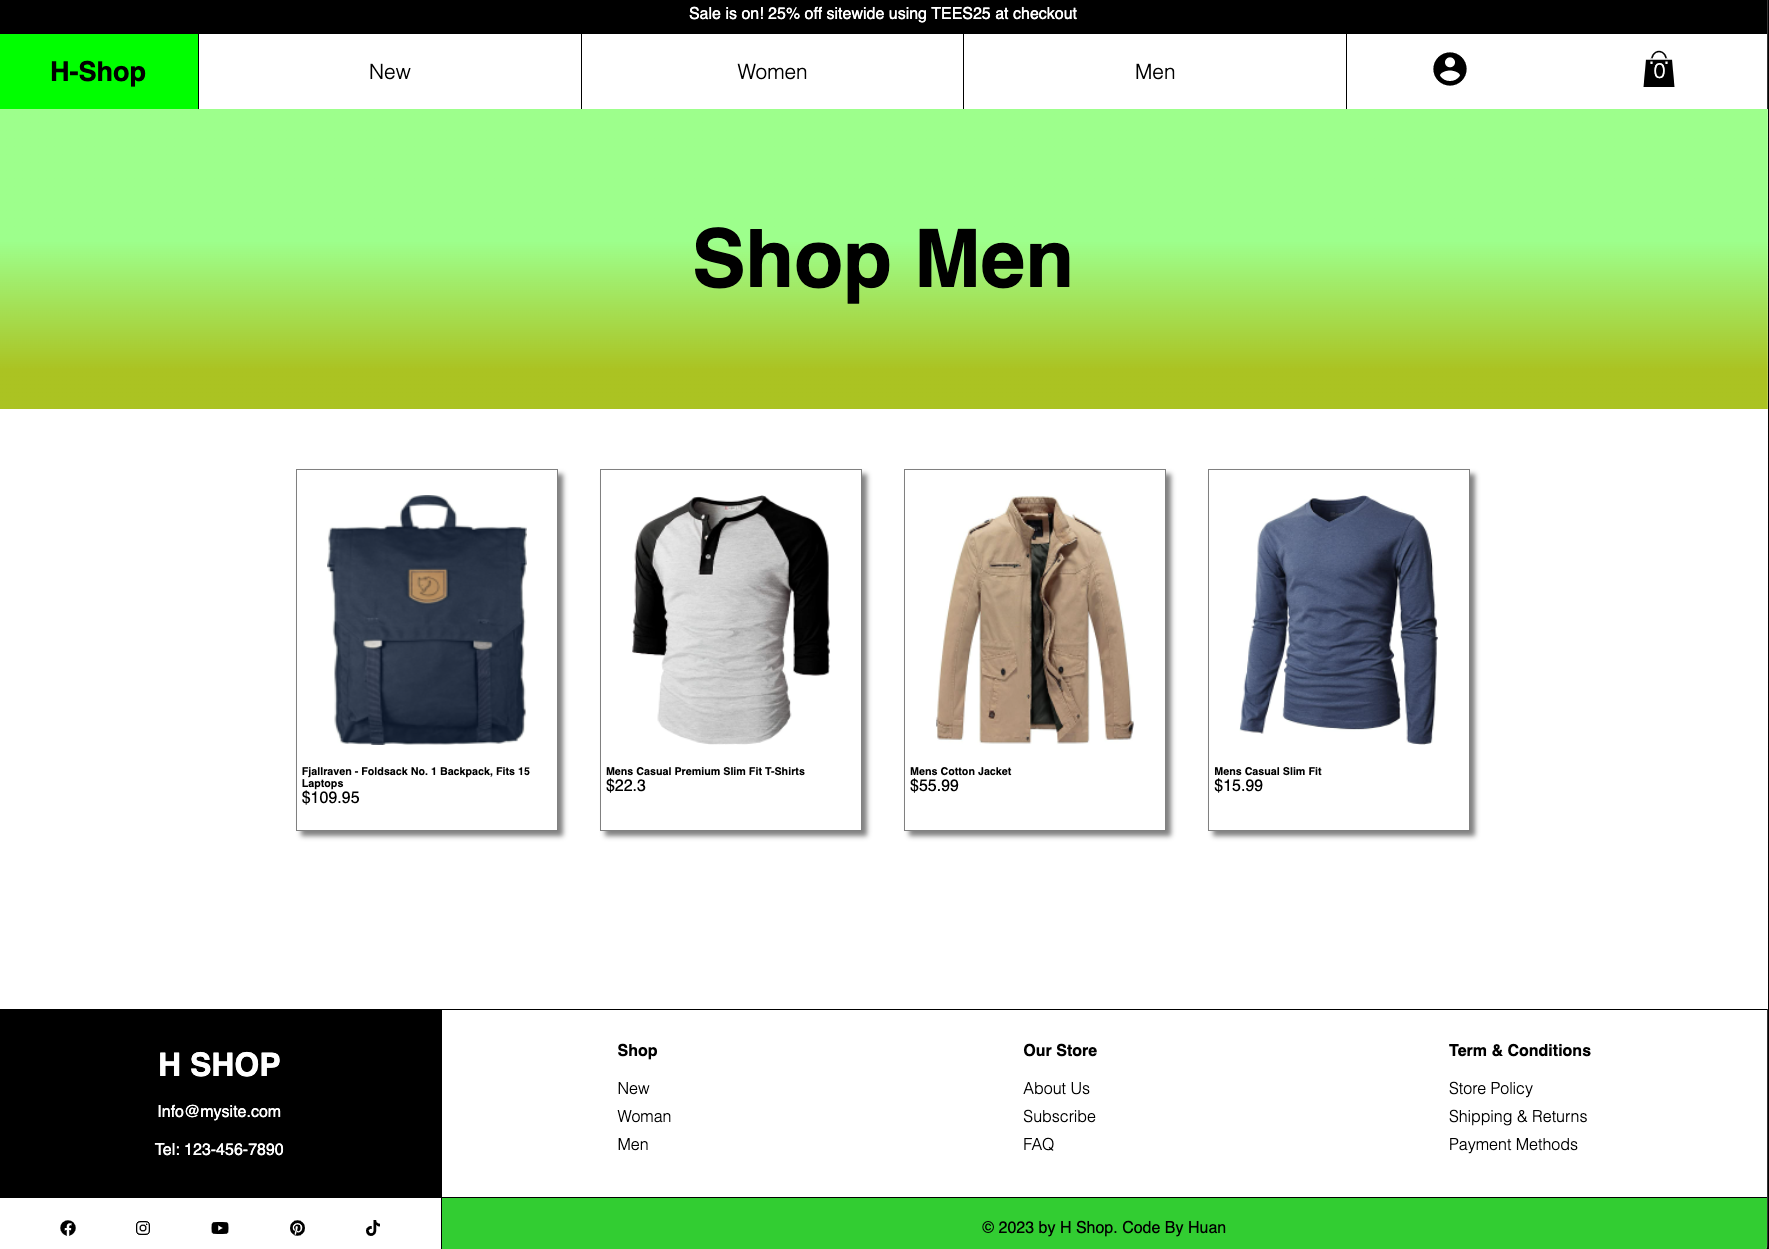 Sale is on! 25% off sitewide using TEES25 at checkout
H-Shop
New
Women
Men
0
Shop Men
Fjallraven - Foldsack No. 1 Backpack, Fits 15
Laptops
$109.95
Mens Casual Premium Slim Fit T-Shirts
$22.3
Mens Cotton Jacket
$55.99
Mens Casual Slim Fit
$15.99
H SHOP
Info@mysite.com
Tel: 123-456-7890
Shop
New
Woman
Men
Our Store
About Us
Subscribe
FAQ
Term & Conditions
Store Policy
Shipping & Returns
Payment Methods
© 2023 by H Shop. Code By Huan